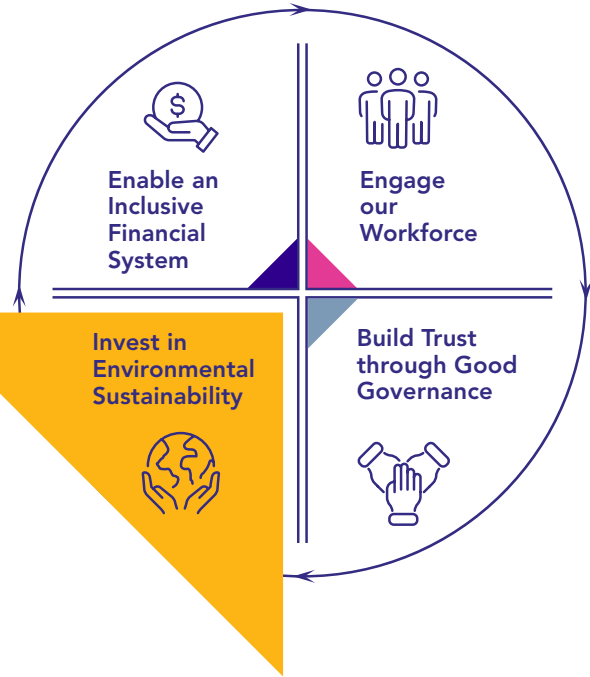 $
Enable an
Inclusive
Financial
System
Engage
our
Workforce
Invest in
Environmental
Sustainability
Build Trust
through Good
Governance